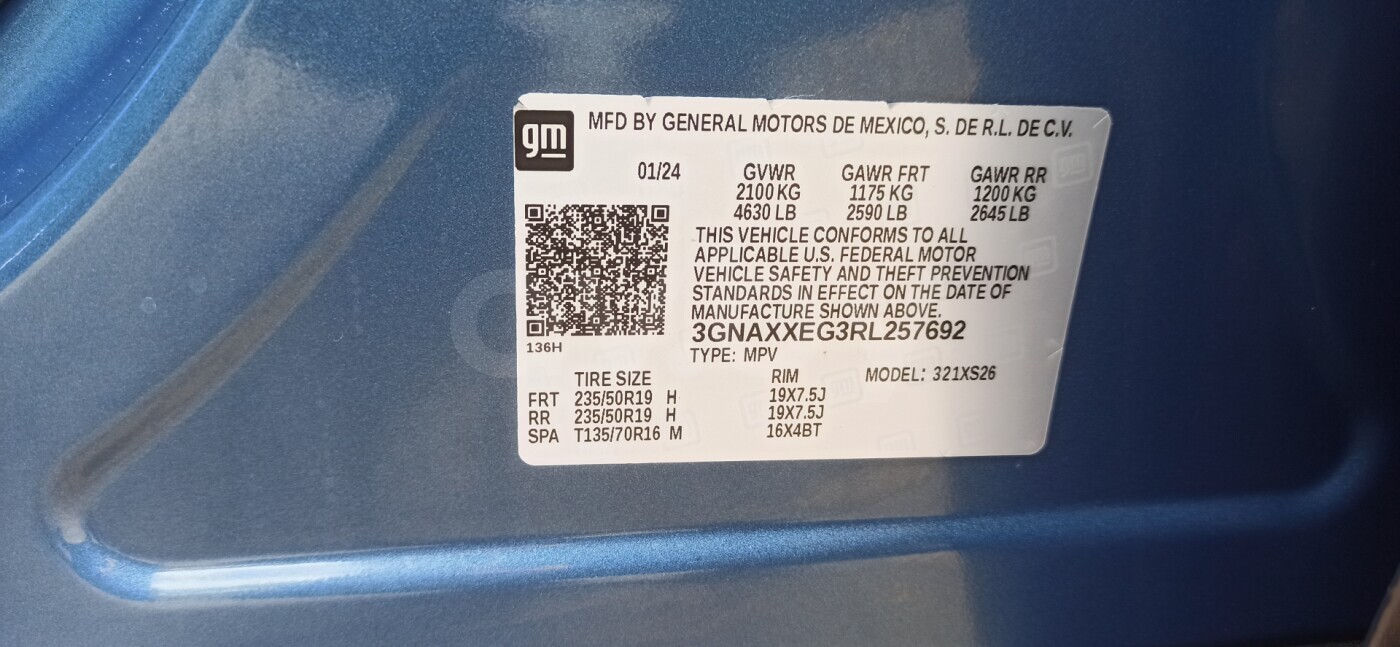 gm MFD BY GENERAL MOTORS DE MEXICO, S. DE R.L. DE C.V.
01/24 GVWR GAWR FRT GAWR RR
2100 KG 1175 KG 1200 KG
4630 LB 2590 LB 2645 LB
THIS VEHICLE CONFORMS TO ALL
APPLICABLE U.S. FEDERAL MOTOR
VEHICLE SAFETY AND THEFT PREVENTION
STANDARDS IN EFFECT ON THE DATE OF
MANUFACTURE SHOWN ABOVE.
3GNAXXEG3RL257692
136H
TYPE: MPV
TIRE SIZE RIM MODEL: 321XS26
FRT 235/50R19 H 19X7.5J
RR 235/50R19 H 19X7.5J
SPA T135/70R16 M 16X4BT